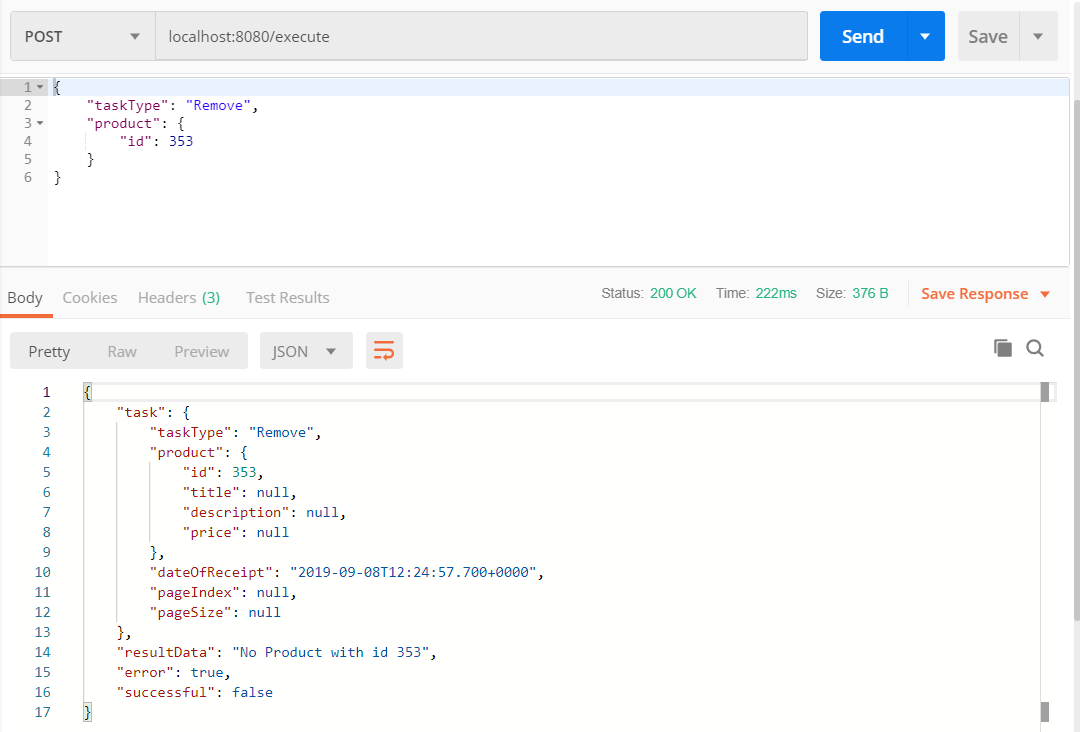 POST localhost:8080/execute Send Save
1 {
2 "taskType": "Remove",
3 "product": {
4 "id": 353
5 }
6 }
Body Cookies Headers (3) Test Results Status: 200 OK Time: 222ms Size: 376 B Save Response
Pretty Raw Preview JSON
1 {
2 "task": {
3 "taskType": "Remove",
4 "product": {
5 "id": 353,
6 "title": null,
7 "description": null,
8 "price": null
9 },
10 "dateOfReceipt": "2019-09-08T12:24:57.700+0000",
11 "pageIndex": null,
12 "pageSize": null
13 },
14 "resultData": "No Product with id 353",
15 "error": true,
16 "successful": false
17 }